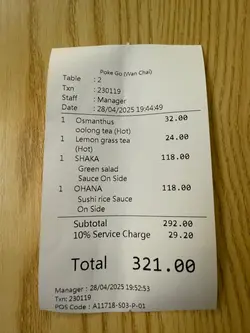 Poke Go (Wan Chai)
Table : 2
Txn : 230119
Staff : Manager
Date : 28/04/2025 19:44:49
1 Osmanthus 32.00
oolong tea (Hot)
1 Lemon grass tea 24.00
(Hot)
1 SHAKA 118.00
Green salad
Sauce On Side
1 OHANA 118.00
Sushi rice Sauce
On Side
Subtotal 292.00
10% Service Charge 29.20
Total 321.00
Manager : 28/04/2025 19:52:53
Txn: 230119
POS Code : A11718-S03-P-01